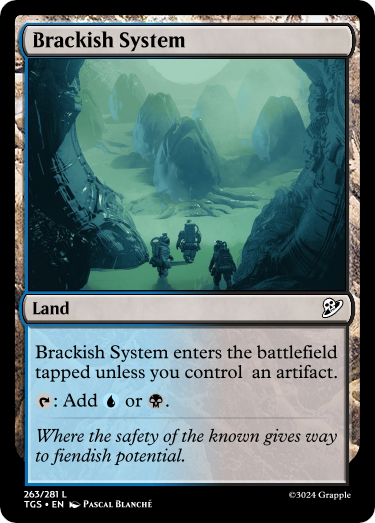 Brackish System
Land
Brackish System enters the battlefield
tapped unless you control  an artifact.
: Add  or .
Where the safety of the known gives way
to fiendish potential.
263/281 L
©3024 Grapple
TGS • EN Pascal Blanché